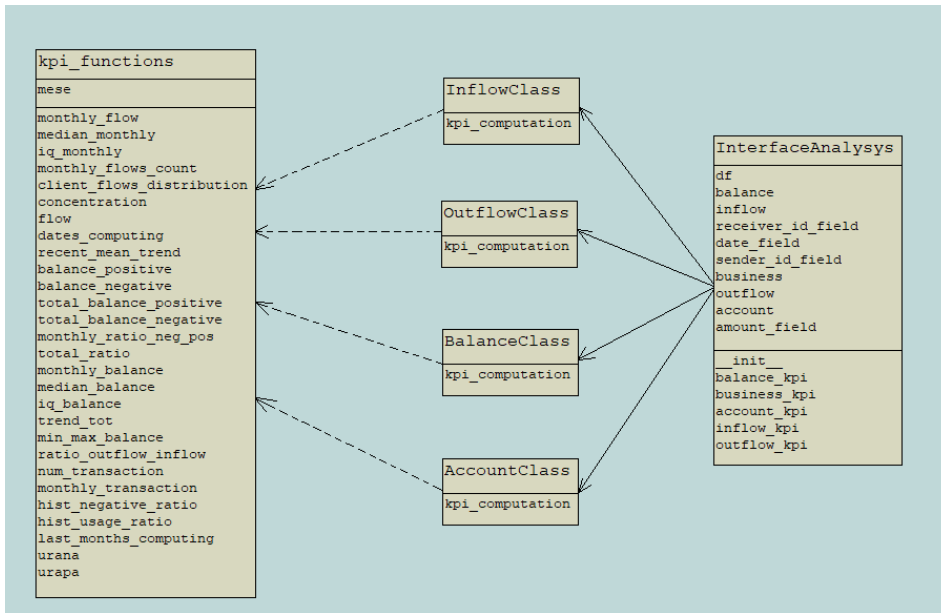 kpi_functions
mese
monthly_flow
median_monthly
iq_monthly
monthly_flows_count
client_flows_distribution
concentration
flow
dates_computing
recent_mean_trend
balance_positive
balance_negative
total_balance_positive
total_balance_negative
monthly_ratio_neg_pos
total_ratio
monthly_balance
median_balance
iq_balance
trend_tot
min_max_balance
ratio_outflow_inflow
num_transaction
monthly_transaction
hist_negative_ratio
hist_usage_ratio
last_months_computing
urana
urapa
InflowClass
kpi_computation
OutflowClass
kpi_computation
BalanceClass
kpi_computation
AccountClass
kpi_computation
InterfaceAnalysys
df
balance
inflow
receiver_id_field
date_field
sender_id_field
business
outflow
account
amount_field
__init__
balance_kpi
business_kpi
account_kpi
inflow_kpi
outflow_kpi